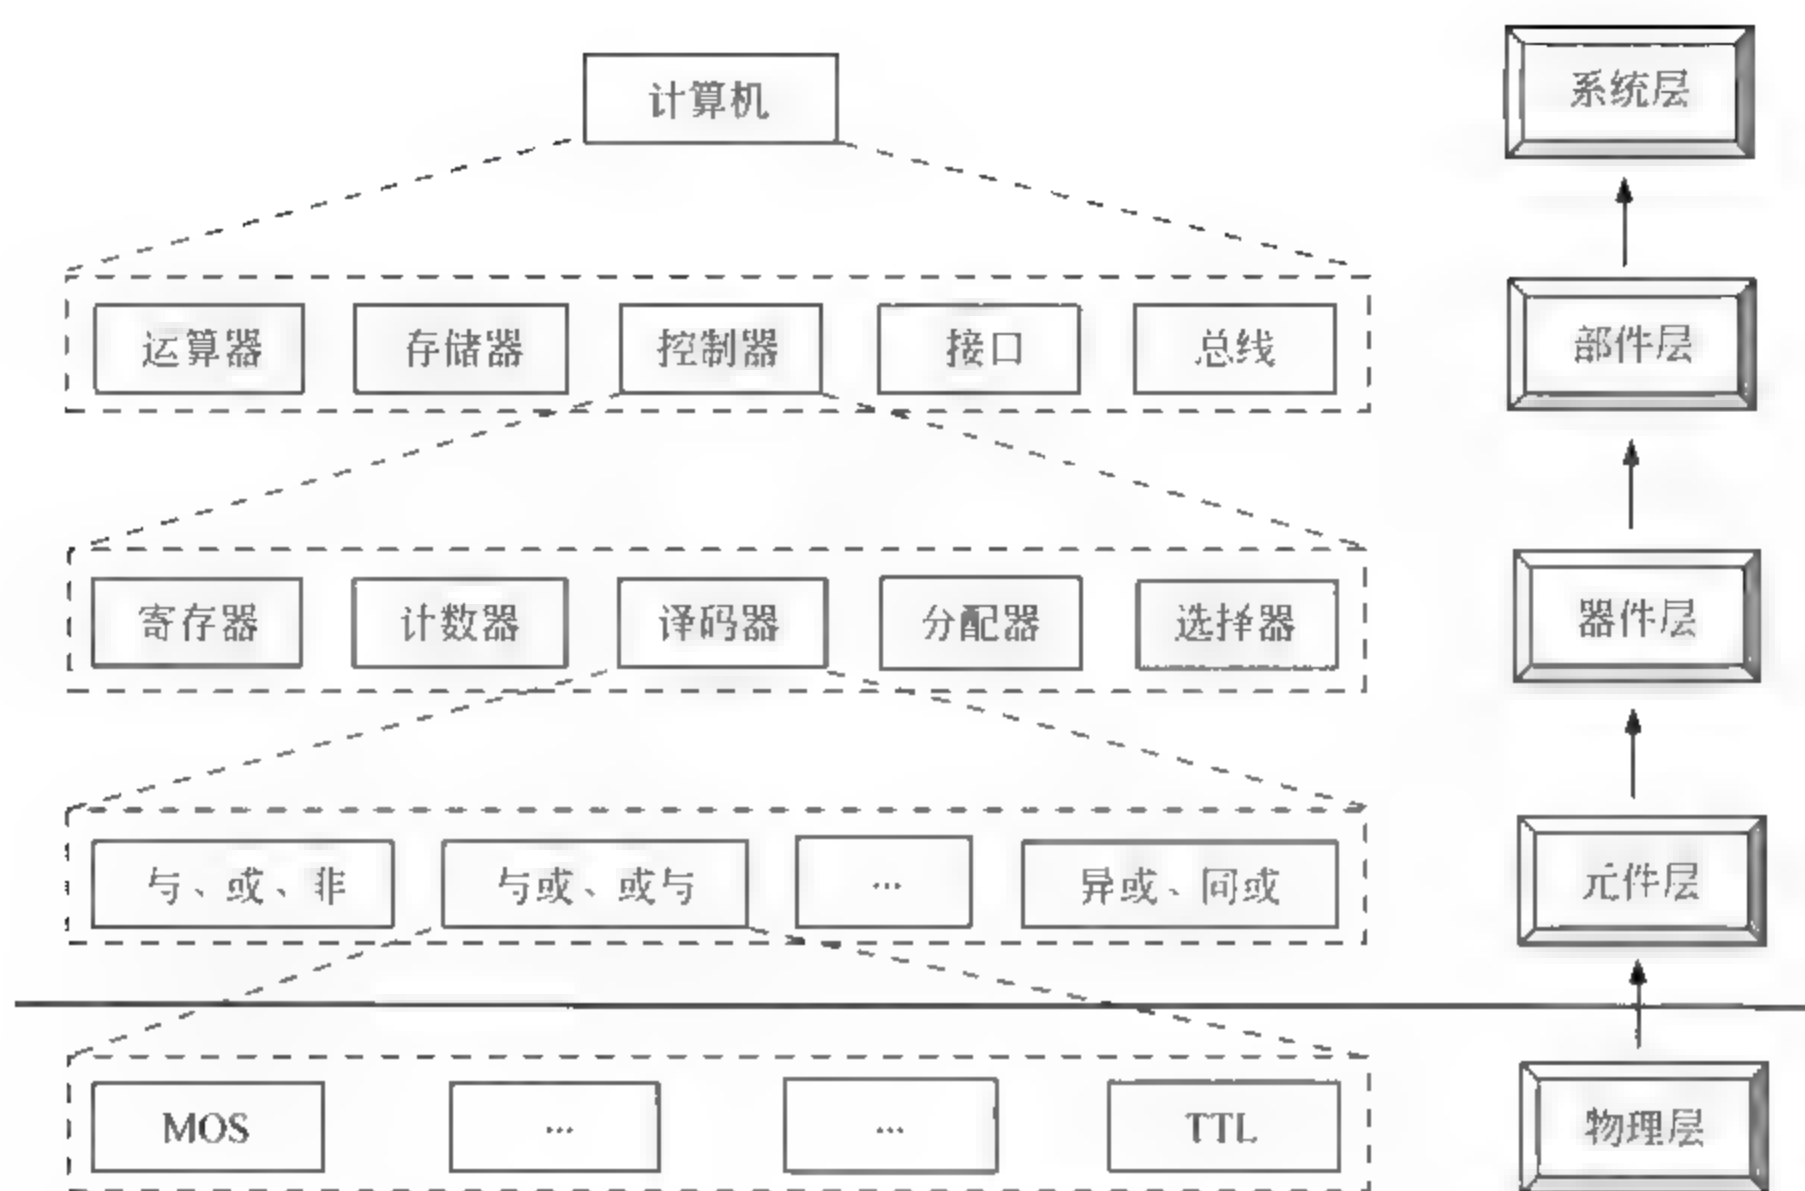 计算机 系统层
运算器 存储器 控制器 接口 总线 部件层
寄存器 计数器 译码器 分配器 选择器 器件层
与、或、非 与或、或与 … 异或、同或 元件层
MOS … … TTL 物理层